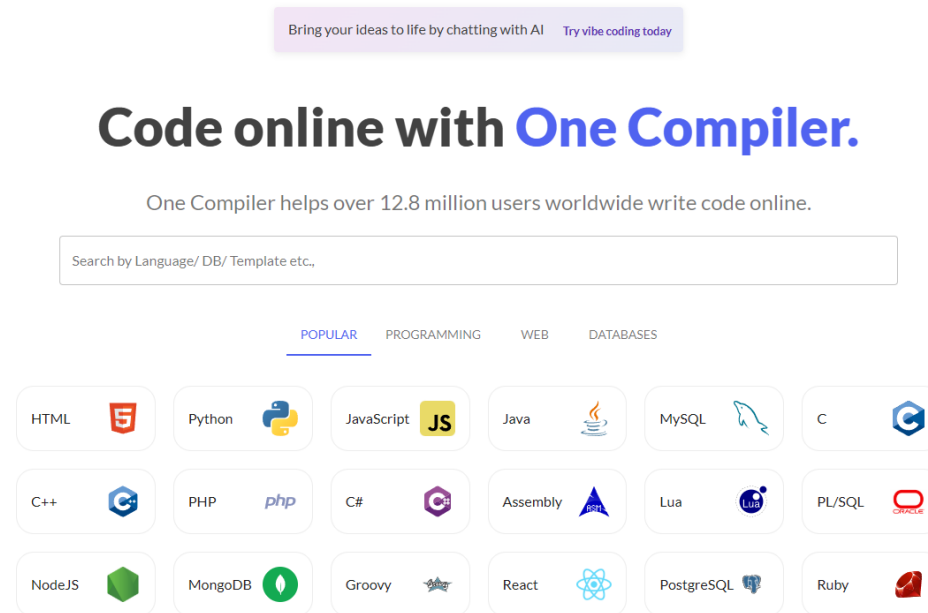 Bring your ideas to life by chatting with AI Try vibe coding today
Code online with One Compiler.
One Compiler helps over 12.8 million users worldwide write code online.
Search by Language/ DB/ Template etc.,
POPULAR PROGRAMMING WEB DATABASES
HTML Python JavaScript JS Java MySQL C C
C++ PHP php C# Assembly ASM Lua Lua PL/SQL ORACLE
NodeJS MongoDB Groovy React PostgreSQL Ruby